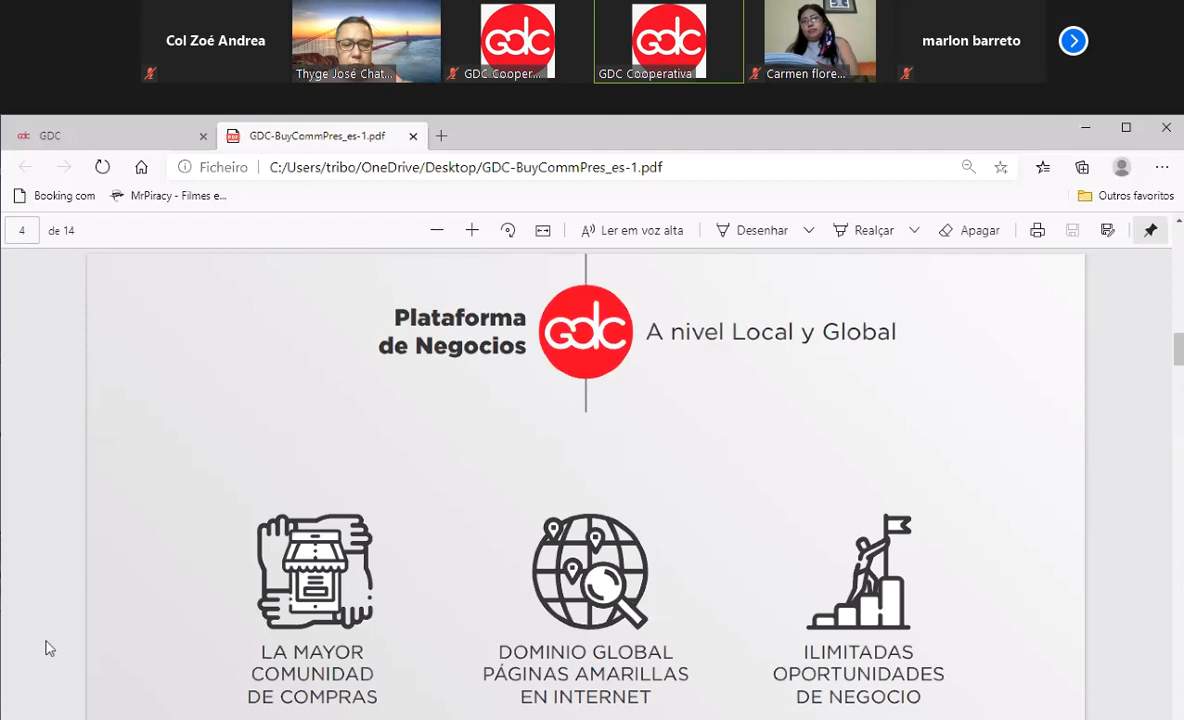 Col Zoé Andrea
Thyge José Chat...
GDC
GDC Cooper...
GDC
GDC Cooperativa
Carmen flore...
marlon barreto
GDC
GDC-BuyCommPres_es-1.pdf
Ficheiro
C:/Users/tribo/OneDrive/Desktop/GDC-BuyCommPres_es-1.pdf
Booking com
MrPiracy - Filmes e...
Outros favoritos
4 de 14
Ler em voz alta
Desenhar
Realçar
Apagar
Plataforma
de Negocios
GDC
A nivel Local y Global
LA MAYOR
COMUNIDAD
DE COMPRAS
DOMINIO GLOBAL
PÁGINAS AMARILLAS
EN INTERNET
ILIMITADAS
OPORTUNIDADES
DE NEGOCIO